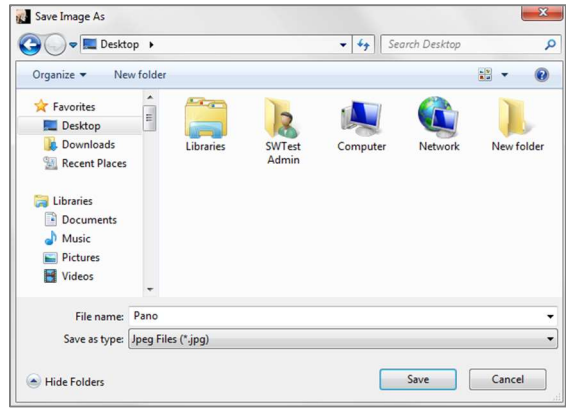 Save Image As
Desktop
Search Desktop
Organize New folder
Favorites
Desktop
Downloads
Recent Places
Libraries
Documents
Music
Pictures
Videos
Libraries
SWTest
Admin
Computer
Network
New folder
File name: Pano
Save as type: Jpeg Files (*.jpg)
Hide Folders
Save
Cancel